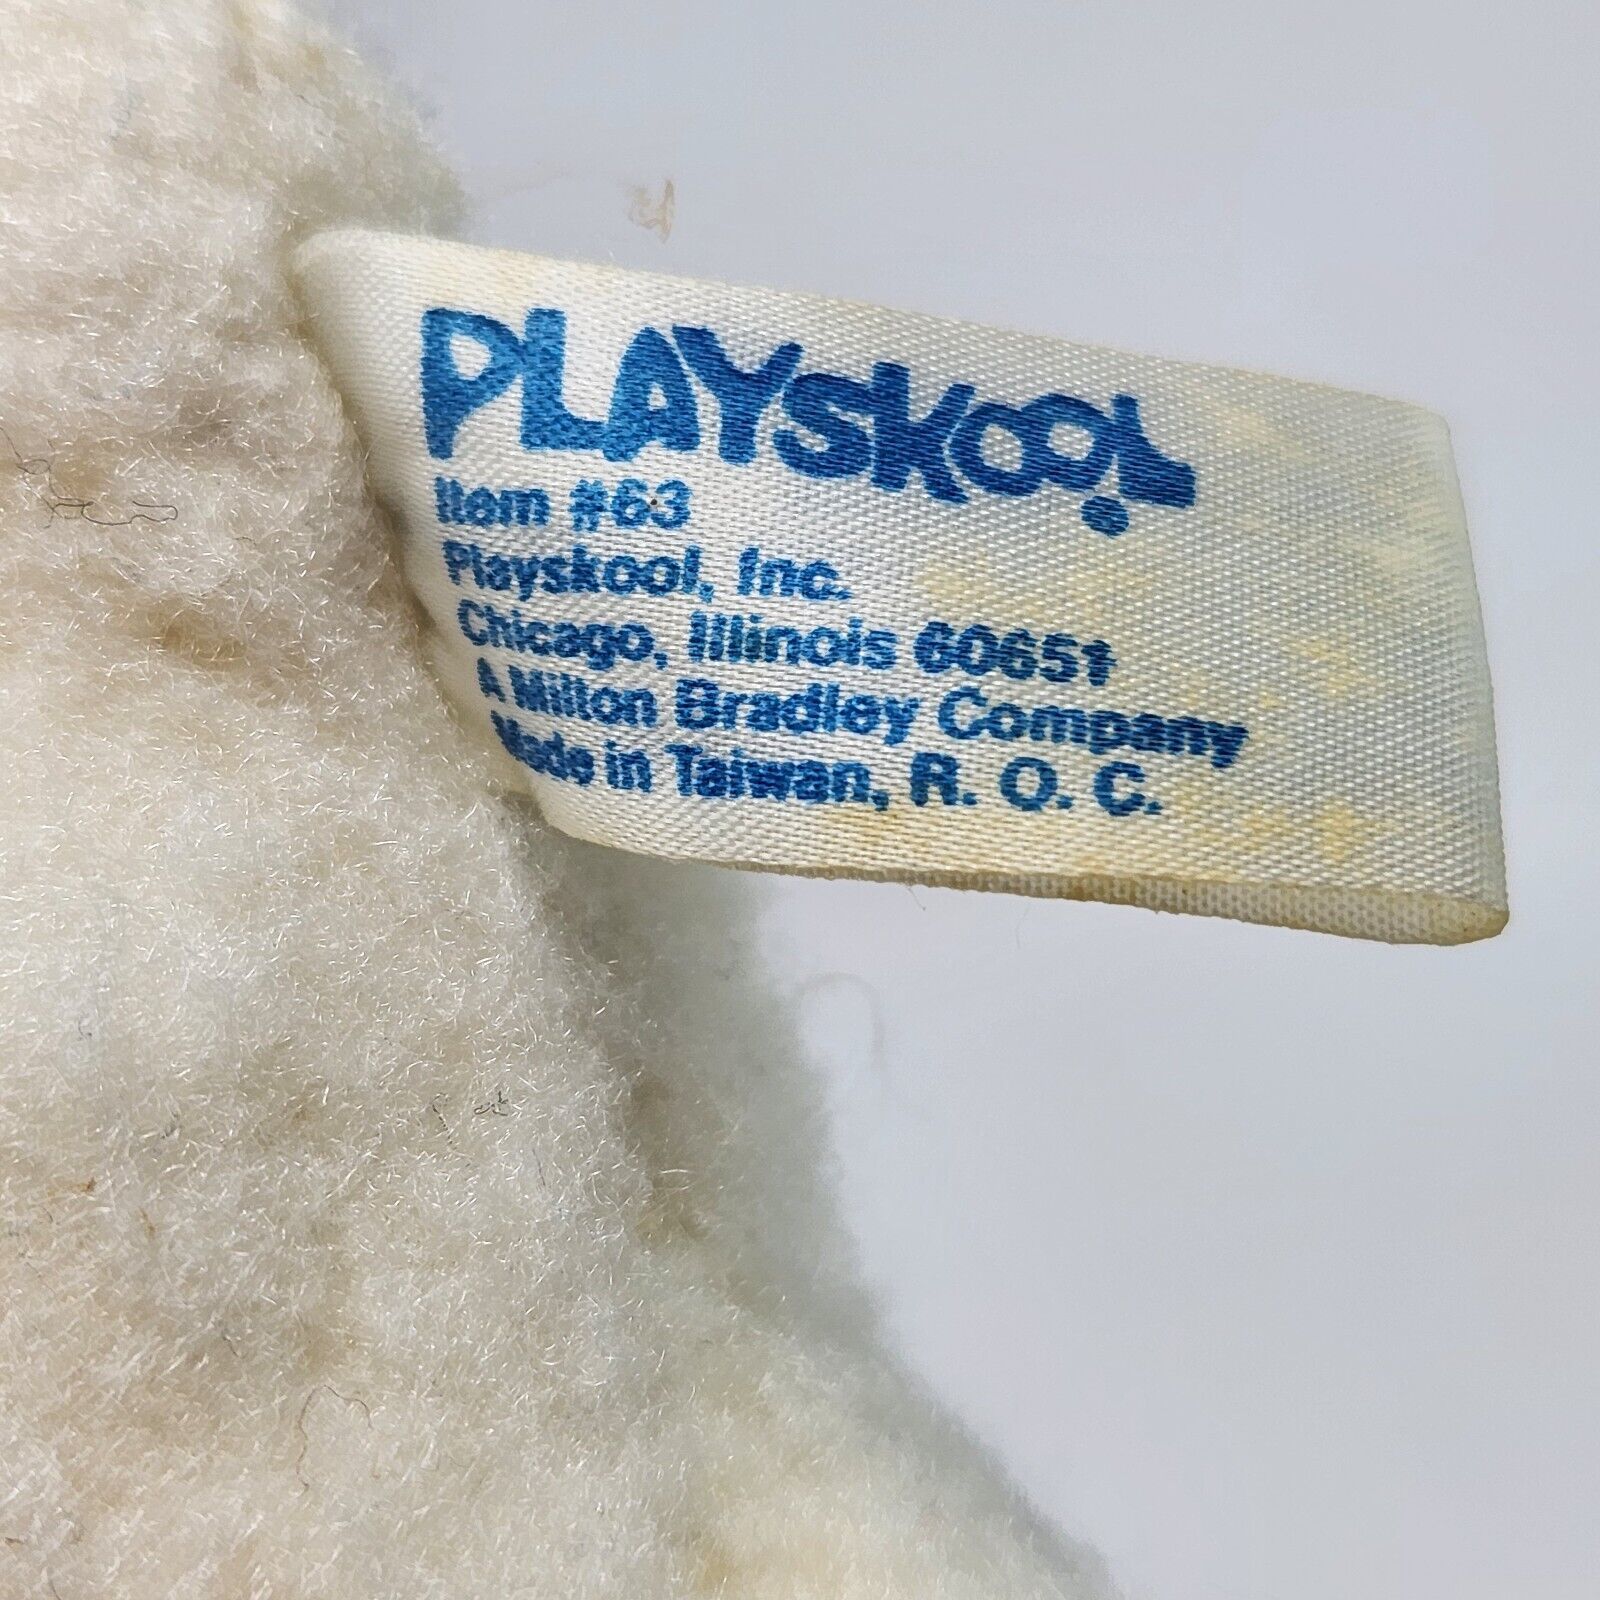 PLAYSKOOL
Item #63
Playskool, Inc.
Chicago, Illinois 60651
A Milton Bradley Company
Made in Taiwan, R. O. C.